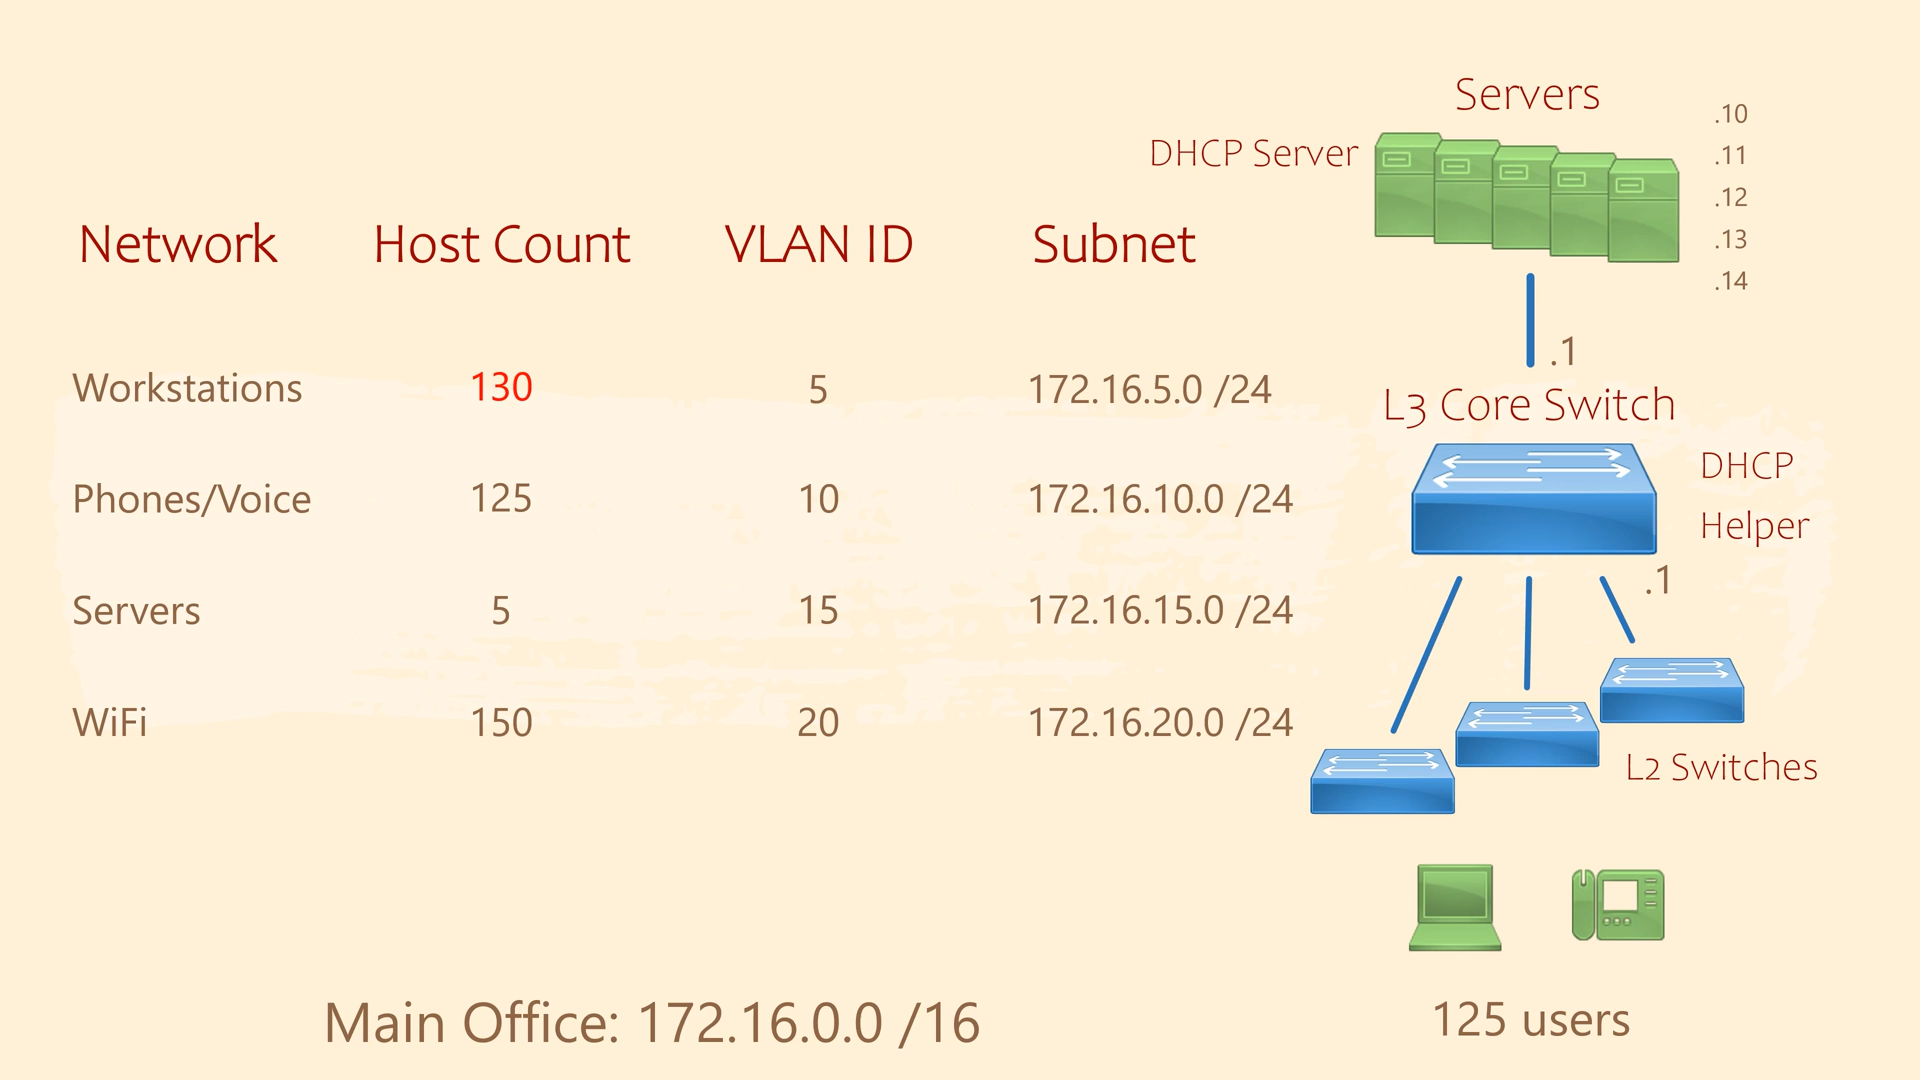 Servers
.10
DHCP Server
.11
.12
.13
.14
Network Host Count VLAN ID Subnet
Workstations 130 5 172.16.5.0 /24
Phones/Voice 125 10 172.16.10.0 /24
Servers 5 15 172.16.15.0 /24
WiFi 150 20 172.16.20.0 /24
.1
L3 Core Switch
DHCP
Helper
.1
L2 Switches
Main Office: 172.16.0.0 /16
125 users